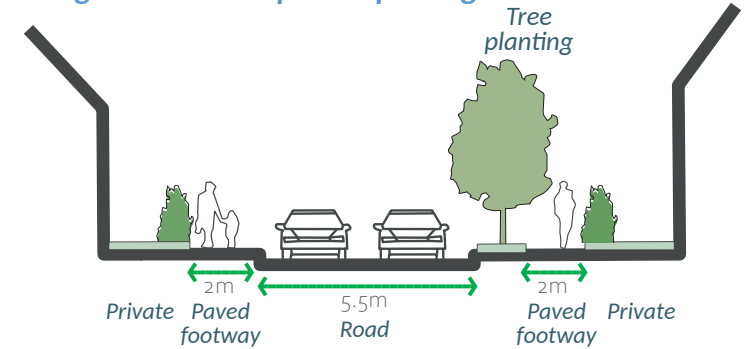 Tree
planting
2m
5.5m
2m
Private
Paved
footway
Road
Paved
footway
Private